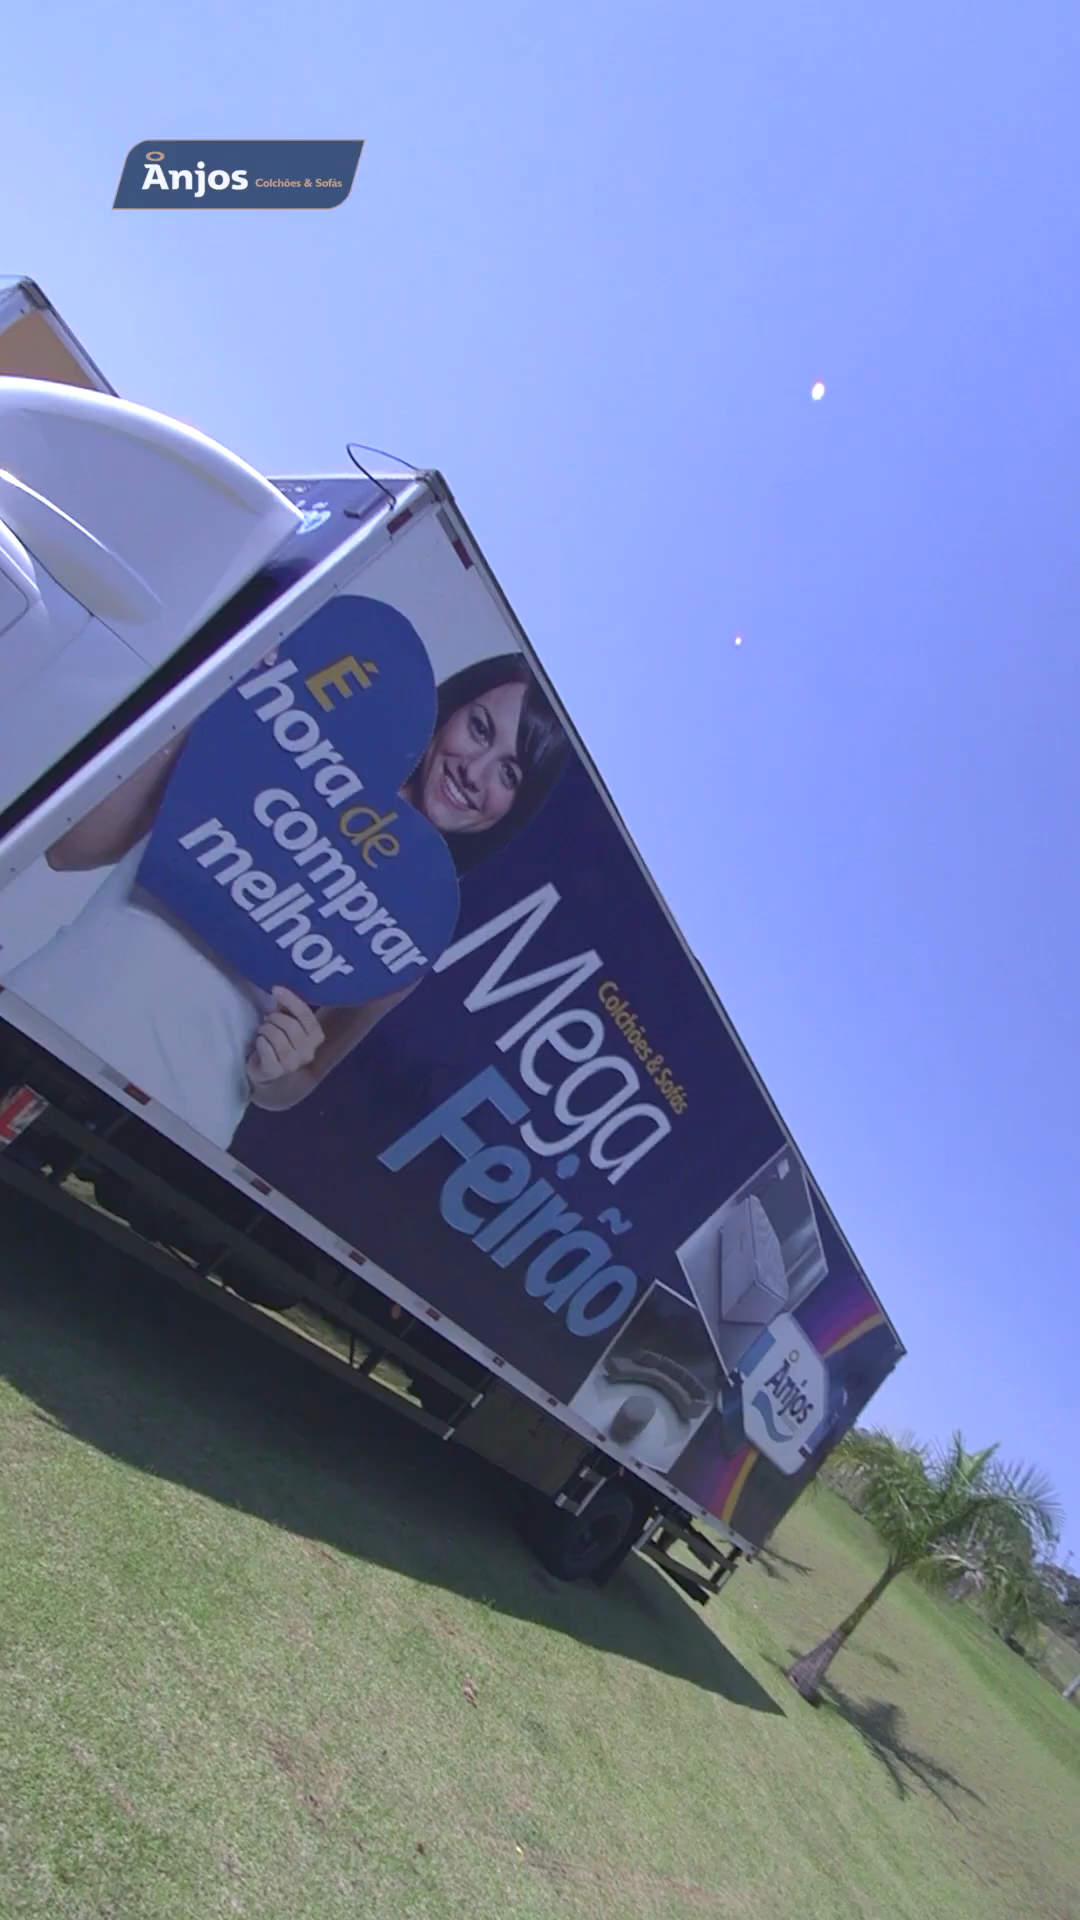 Anjos Colchões & Sofás
É
hora de
comprar
melhor
Colchões & Sofás
Mega
Feirão
Anjos